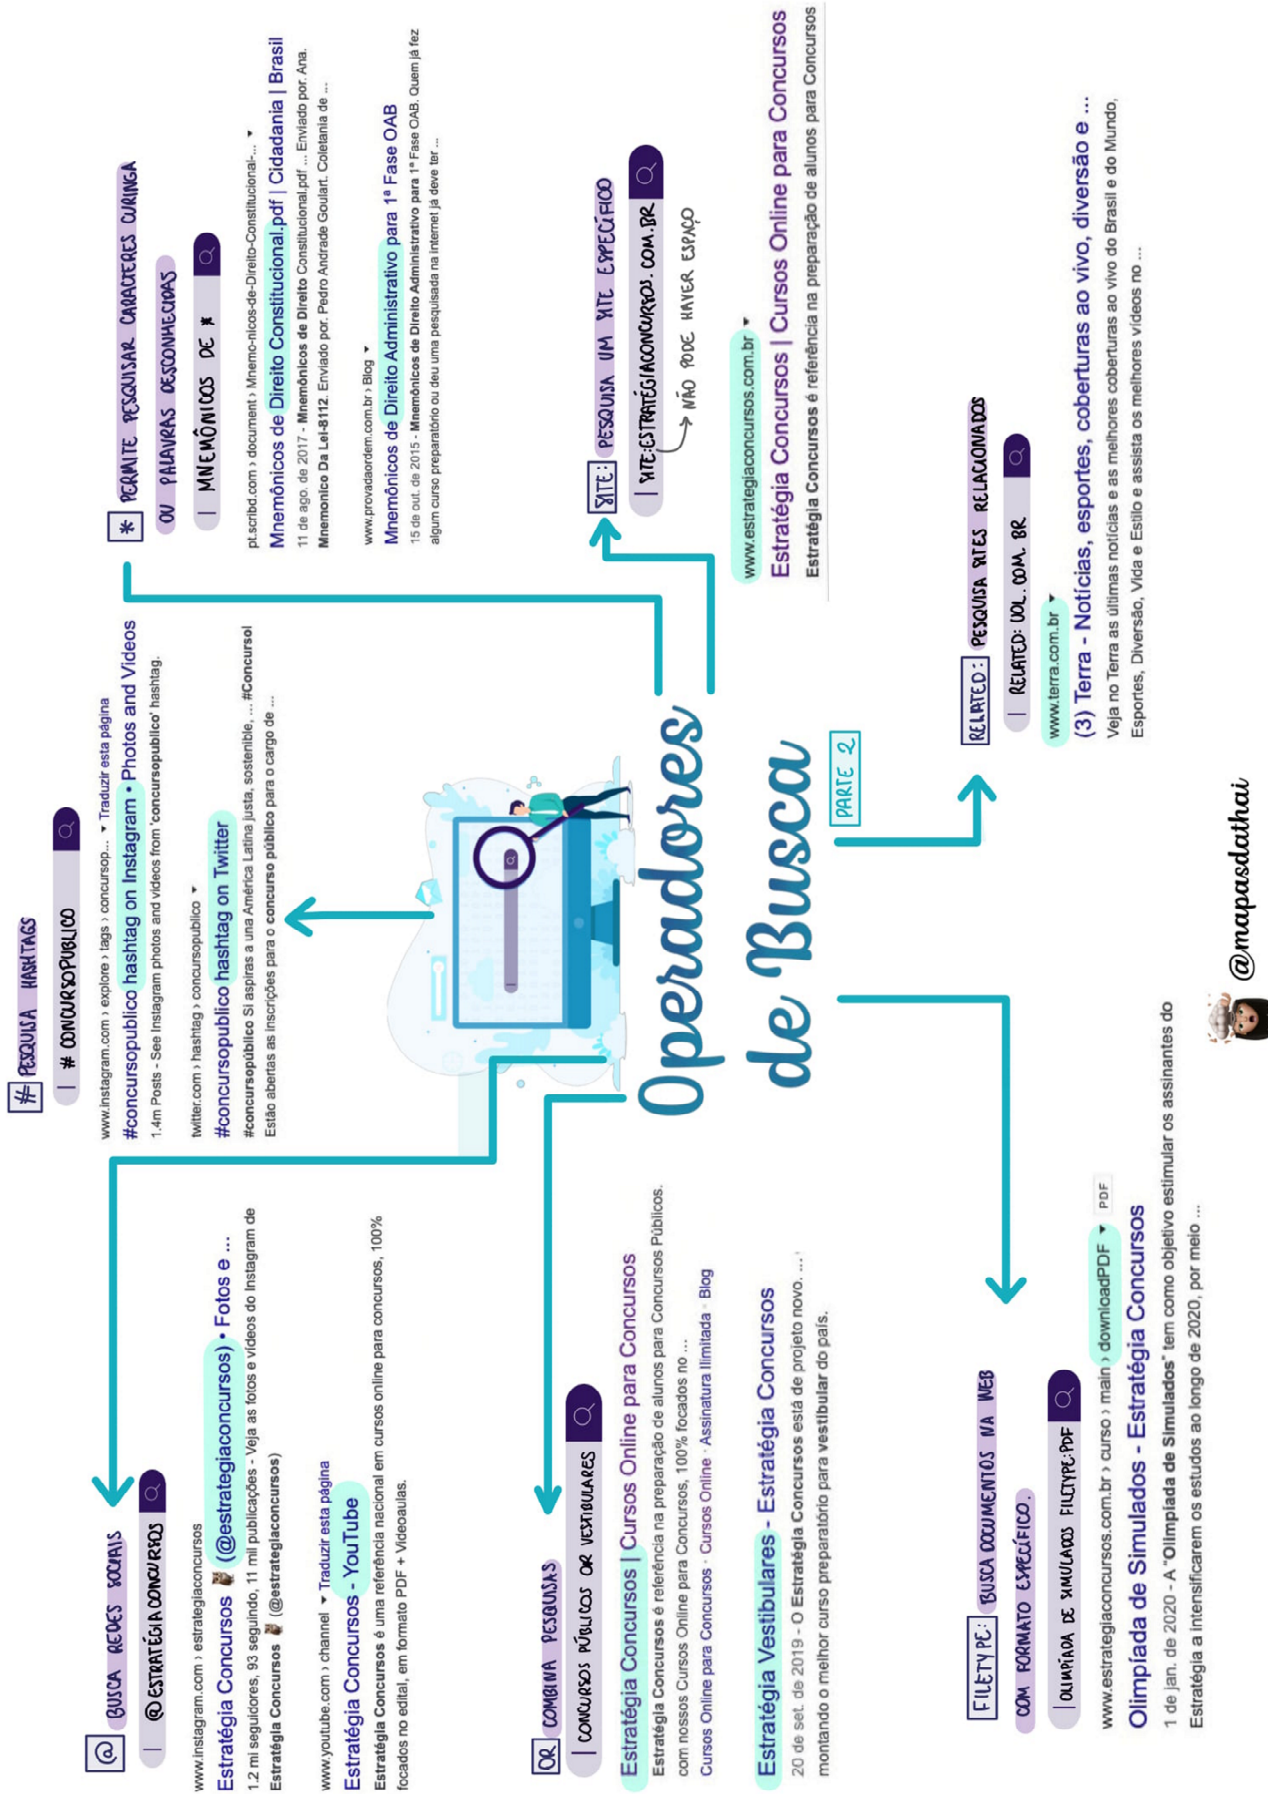 Operadores
de Busca
PARTE 2
@ BUSCA REDES SOCIAIS
@ESTRATÉGIACONCURSOS
www.instagram.com › estrategiaconcursos
Estratégia Concursos (@estrategiaconcursos) • Fotos e ...
1.2 mi seguidores, 93 seguindo, 11 mil publicações - Veja as fotos e vídeos do Instagram de
Estratégia Concursos (@estrategiaconcursos)
www.youtube.com › channel ▾ Traduzir esta página
Estratégia Concursos - YouTube
Estratégia Concursos é uma referência nacional em cursos online para concursos, 100%
focados no edital, em formato PDF + Videoaulas.
# PESQUISA HASHTAGS
# CONCURSOPUBLICO
www.instagram.com › explore › tags › concursop... ▾ Traduzir esta página
#concursopublico hashtag on Instagram • Photos and Videos
1.4m Posts - See Instagram photos and videos from 'concursopublico' hashtag.
twitter.com › hashtag › concursopublico ▾
#concursopublico hashtag on Twitter
#concursopúblico Si aspiras a una América Latina justa, sostenible, ... #Concursol
Estão abertas as inscrições para o concurso público para o cargo de ...
* PERMITE PESQUISAR CARACTERES CURINGA
OU PALAVRAS DESCONHECIDAS
MNEMÔNICOS DE *
pt.scribd.com › document › Mnemo-nicos-de-Direito-Constitucional-... ▾
Mnemônicos de Direito Constitucional.pdf | Cidadania | Brasil
11 de ago. de 2017 - Mnemônicos de Direito Constitucional.pdf ... Enviado por. Ana.
Mnemonico Da Lei-8112. Enviado por. Pedro Andrade Goulart. Coletania de ...
www.provadaordem.com.br › Blog ▾
Mnemônicos de Direito Administrativo para 1ª Fase OAB
15 de out. de 2015 - Mnemônicos de Direito Administrativo para 1ª Fase OAB. Quem já fez
algum curso preparatório ou deu uma pesquisada na internet já deve ter ...
OR COMBINA PESQUISAS
CONCURSOS PÚBLICOS OR VESTIBULARES
Estratégia Concursos | Cursos Online para Concursos
Estratégia Concursos é referência na preparação de alunos para Concursos Públicos.
com nossos Cursos Online para Concursos, 100% focados no ...
Cursos Online para Concursos · Cursos Online · Assinatura Ilimitada · Blog
Estratégia Vestibulares - Estratégia Concursos
20 de set. de 2019 - O Estratégia Concursos está de projeto novo. ...
montando o melhor curso preparatório para vestibular do país.
SITE: PESQUISA UM SITE ESPECÍFICO
SITE:ESTRATÉGIACONCURSOS.COM.BR
NÃO PODE HAVER ESPAÇO
www.estrategiaconcursos.com.br ▾
Estratégia Concursos | Cursos Online para Concursos
Estratégia Concursos é referência na preparação de alunos para Concursos
FILETYPE: BUSCA DOCUMENTOS NA WEB
COM FORMATO ESPECÍFICO.
OLIMPÍADA DE SIMULADOS FILETYPE:PDF
www.estrategiaconcursos.com.br › curso › main › downloadPDF ▾ PDF
Olimpíada de Simulados - Estratégia Concursos
1 de jan. de 2020 - A "Olimpíada de Simulados" tem como objetivo estimular os assinantes do
Estratégia a intensificarem os estudos ao longo de 2020, por meio ...
RELATED: PESQUISA SITES RELACIONADOS
RELATED: UOL.COM.BR
www.terra.com.br ▾
(3) Terra - Notícias, esportes, coberturas ao vivo, diversão e ...
Veja no Terra as últimas notícias e as melhores coberturas ao vivo do Brasil e do Mundo,
Esportes, Diversão, Vida e Estilo e assista os melhores vídeos no ...
@mapasdathai